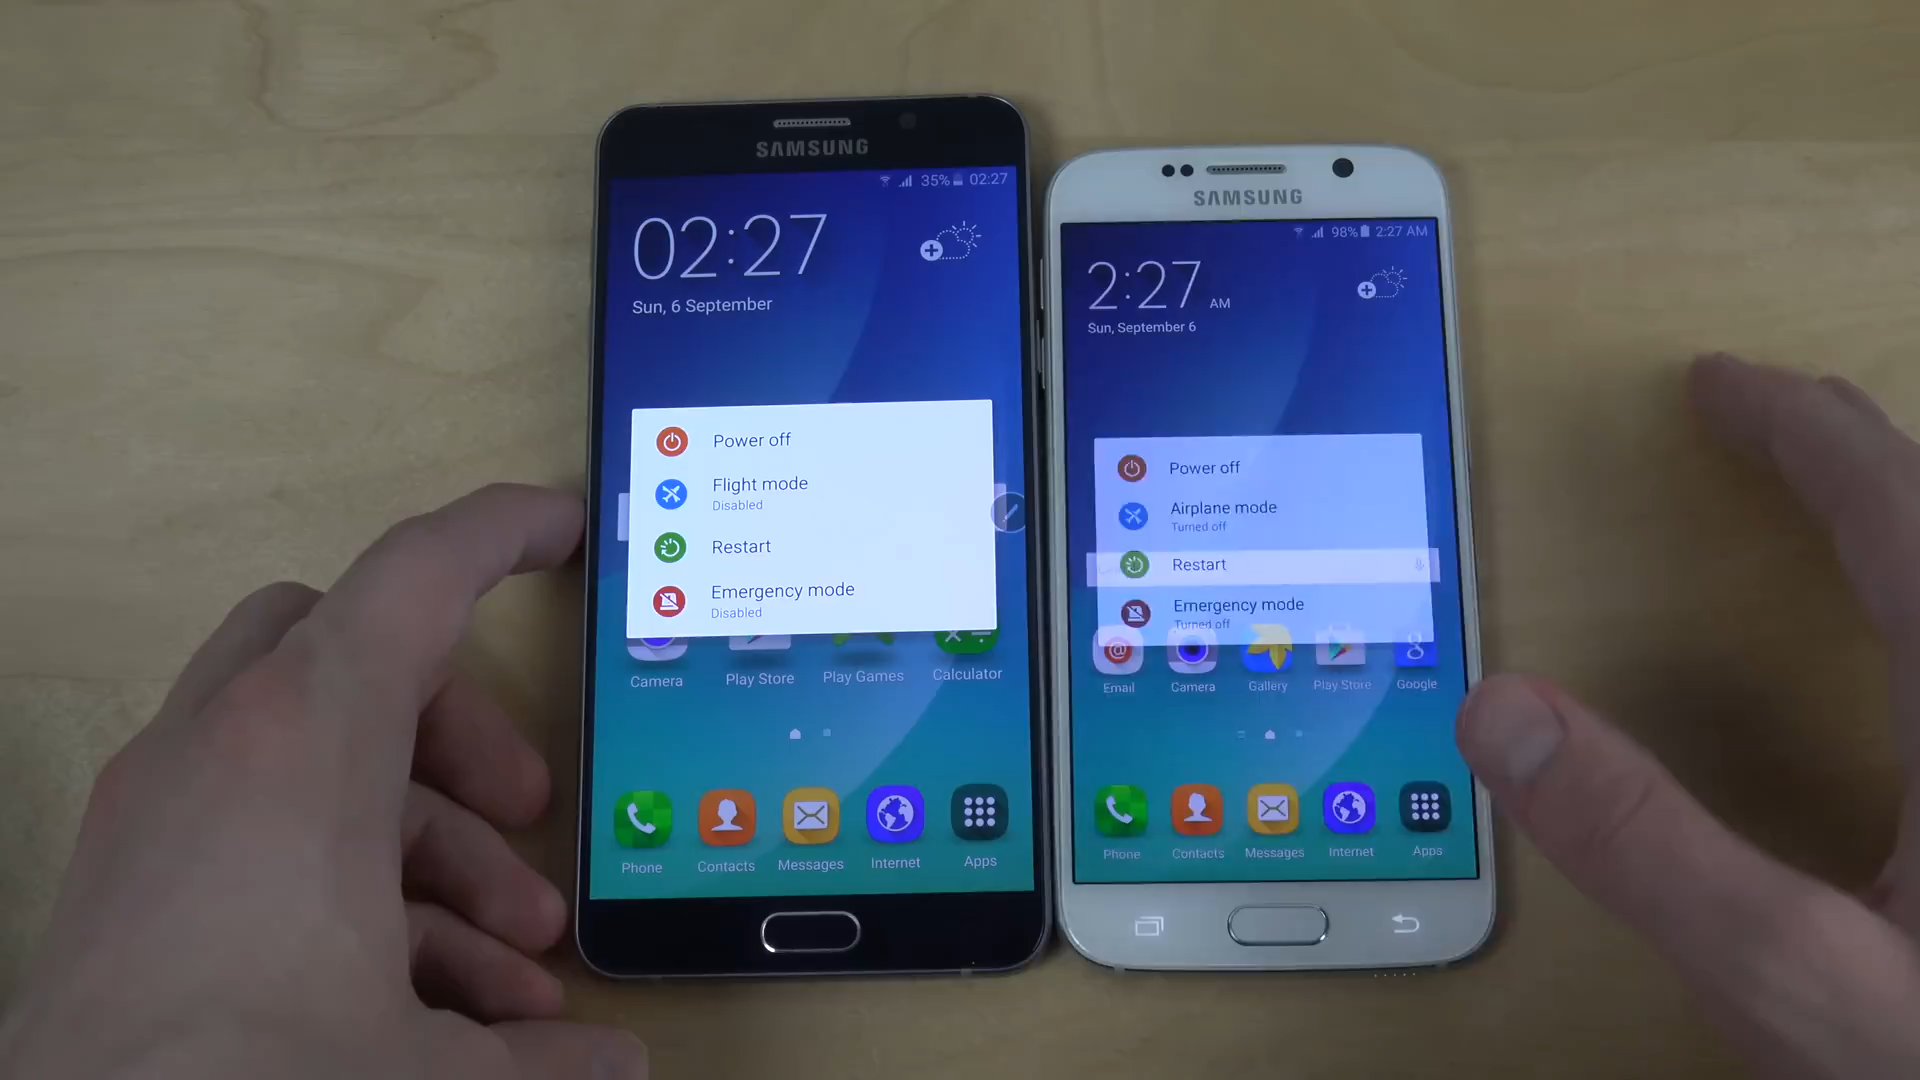 SAMSUNG
35% 02:27
02:27
Sun, 6 September
Power off
Flight mode
Disabled
Restart
Emergency mode
Disabled
Camera Play Store Play Games Calculator
Phone Contacts Messages Internet Apps
SAMSUNG
98% 2:27 AM
2:27 AM
Sun, September 6
Power off
Airplane mode
Turned off
Restart
Emergency mode
Turned off
Email Camera Gallery Play Store Google
Phone Contacts Messages Internet Apps